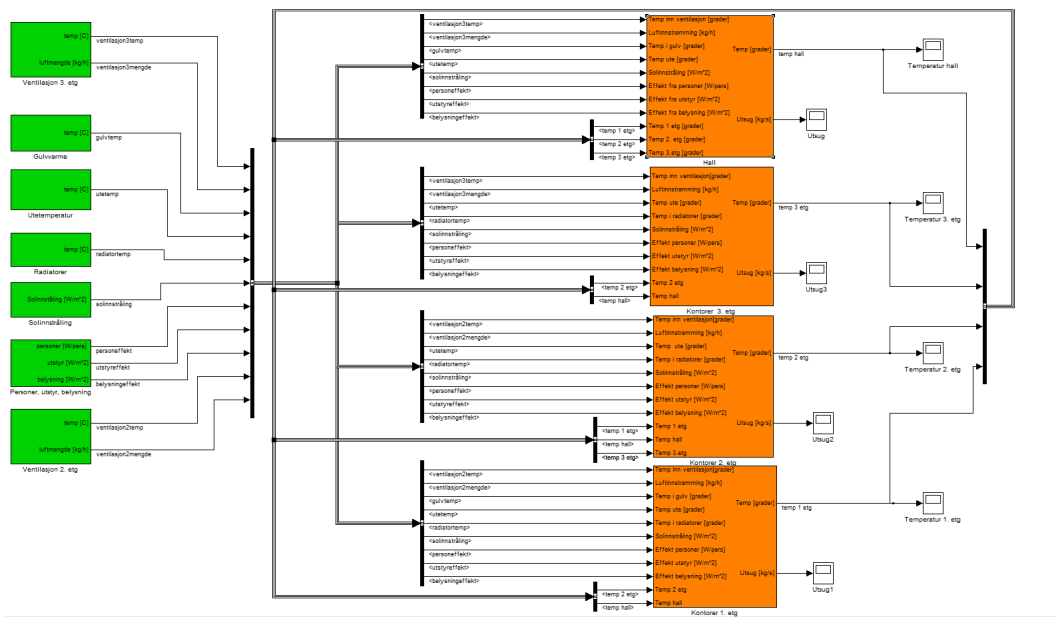 temp [C]
ventilasjon3temp
luftmengde [kg/h]
ventilasjon3mengde
Ventilasjon 3. etg
temp [C]
gulvtemp
Gulvvarme
temp [C]
utetemp
Utetemperatur
temp [C]
radiatortemp
Radiatorer
Solinnståling [W/m^2]
solinnstråling
Solinnstråling
personer [W/pers]
personeffekt
utstyr [W/m^2]
utstyreffekt
belysning [W/m^2]
belysningeffekt
Personer, utstyr, belysning
temp [C]
ventilasjon2temp
luftmengde [kg/h]
ventilasjon2mengde
Ventilasjon 2. etg
<ventilasjon3temp>
<ventilasjon3mengde>
<gulvtemp>
<utetemp>
<solinnstråling>
<personeffekt>
<utstyreffekt>
<belysningeffekt>
<temp 1 etg>
<temp 2 etg>
<temp 3 etg>
Temp inn ventilasjon [grader]
Luftinnstrømming [kg/h]
Temp i gulv [grader]
Temp ute [grader]
Solinnstråling [W/m^2]
Effekt fra personer [W/pers]
Effekt fra utstyr [W/m^2]
Effekt fra belysning [W/m^2]
Temp 1 etg [grader]
Temp 2. etg [grader]
Temp 3.etg [grader]
Temp [grader]
Utsug [kg/s]
Hall
temp hall
Temperatur hall
Utsug
<ventilasjon3temp>
<ventilasjon3mengde>
<utetemp>
<radiatortemp>
<solinnstråling>
<personeffekt>
<utstyreffekt>
<belysningeffekt>
<temp 2 etg>
<temp hall>
Temp inn ventilasjon [grader]
Luftinnstrømming [kg/h]
Temp ute [grader]
Temp i radiatorer [grader]
Solinnstråling [W/m^2]
Effekt personer [W/pers]
Effekt utstyr [W/m^2]
Effekt belysning [W/m^2]
Temp 2 etg
Temp hall
Temp [grader]
Utsug [kg/s]
Kontorer 3. etg
temp 3 etg
Temperatur 3. etg
Utsug3
<ventilasjon2temp>
<ventilasjon2mengde>
<utetemp>
<radiatortemp>
<solinnstråling>
<personeffekt>
<utstyreffekt>
<belysningeffekt>
<temp 1 etg>
<temp hall>
<temp 3 etg>
Temp inn ventilasjon[grader]
Luftinnstrømming [kg/h]
Temp ute [grader]
Temp i radiatorer [grader]
Solinnstråling [W/m^2]
Effekt personer [W/pers]
Effekt utstyr [W/m^2]
Effekt belysning [W/m^2]
Temp 1 etg
Temp hall
Temp 3.etg
Temp [grader]
Utsug [kg/s]
Kontorer 2. etg
temp 2 etg
Temperatur 2. etg
Utsug2
<ventilasjon2temp>
<ventilasjon2mengde>
<gulvtemp>
<utetemp>
<radiatortemp>
<solinnstråling>
<personeffekt>
<utstyreffekt>
<belysningeffekt>
<temp 2 etg>
<temp hall>
Temp inn ventilasjon[grader]
Luftinnstrømming [kg/h]
Temp i gulv [grader]
Temp ute [grader]
Temp i radiatorer [grader]
Solinnstråling [W/m^2]
Effekt personer [W/pers]
Effekt utstyr [W/m^2]
Effekt belysning [W/m^2]
Temp 2 etg
Temp hall
Temp [grader]
Utsug [kg/s]
Kontorer 1. etg
temp 1 etg
Temperatur 1. etg
Utsug1